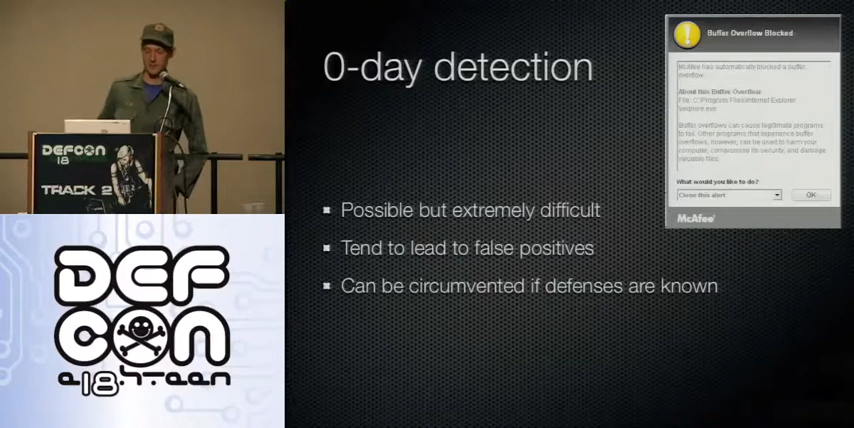 DEFCON
18
TRACK 2
DEF
CON
e18hteen
0-day detection
Possible but extremely difficult
Tend to lead to false positives
Can be circumvented if defenses are known
Buffer Overflow Blocked
McAfee has automatically blocked a buffer
overflow.
About this Buffer Overflow
File: C:\Program Files\Internet Explorer
\iexplore.exe
Buffer overflows can cause legitimate programs
to fail. Other programs that experience buffer
overflows, however, can be used to harm your
computer, compromise its security, and damage
valuable files.
What would you like to do?
Close this alert
OK
McAfee